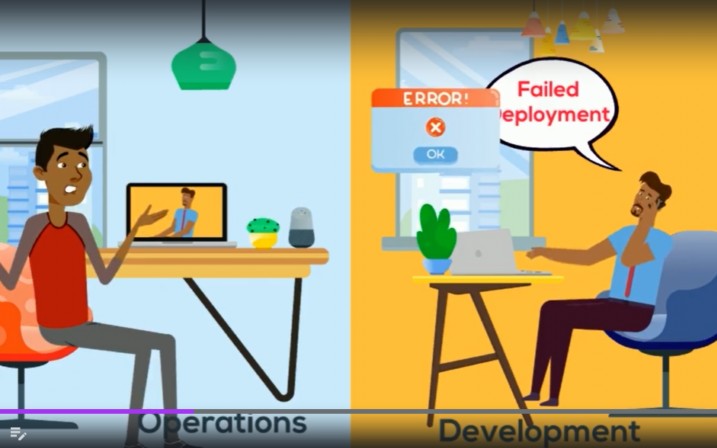 ERROR!
OK
Failed
eployment
Operations
Development